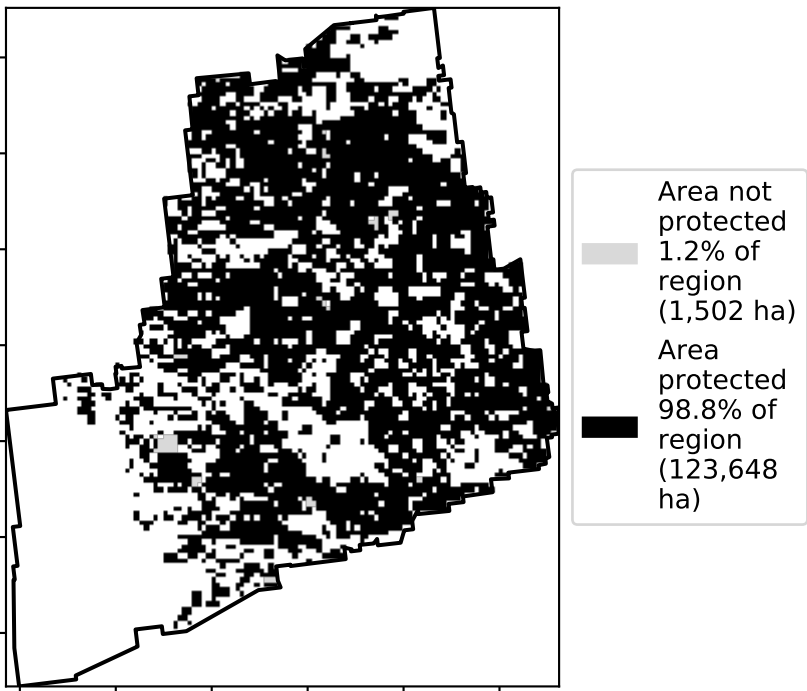 Area not
protected
1.2% of
region
(1,502 ha)
Area
protected
98.8% of
region
(123,648
ha)